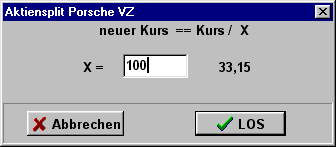 Aktiensplit Porsche VZ
neuer Kurs == Kurs / X
X = 100 33,15
Abbrechen LOS